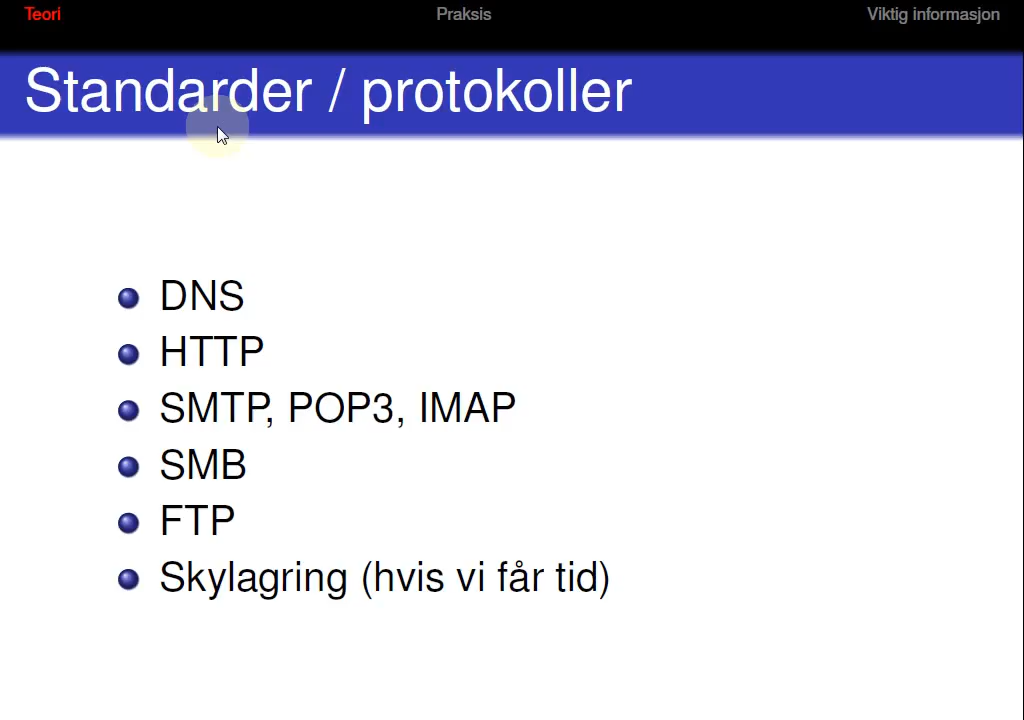 Teori Praksis Viktig informasjon
Standarder / protokoller
DNS
HTTP
SMTP, POP3, IMAP
SMB
FTP
Skylagring (hvis vi får tid)